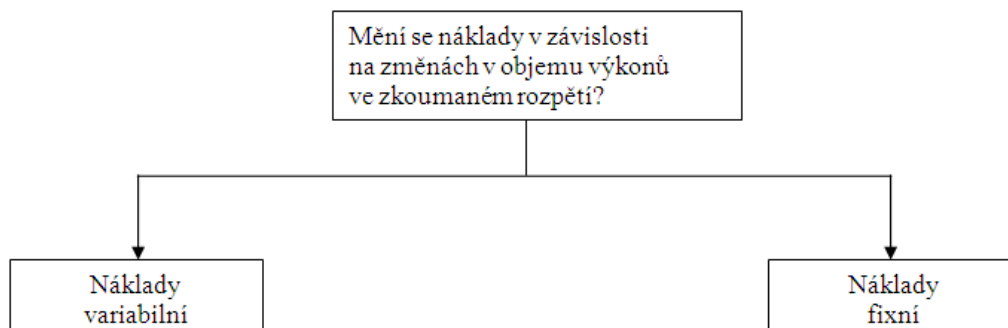 Mění se náklady v závislosti
na změnách v objemu výkonů
ve zkoumaném rozpětí?
Náklady
variabilní
Náklady
fixní